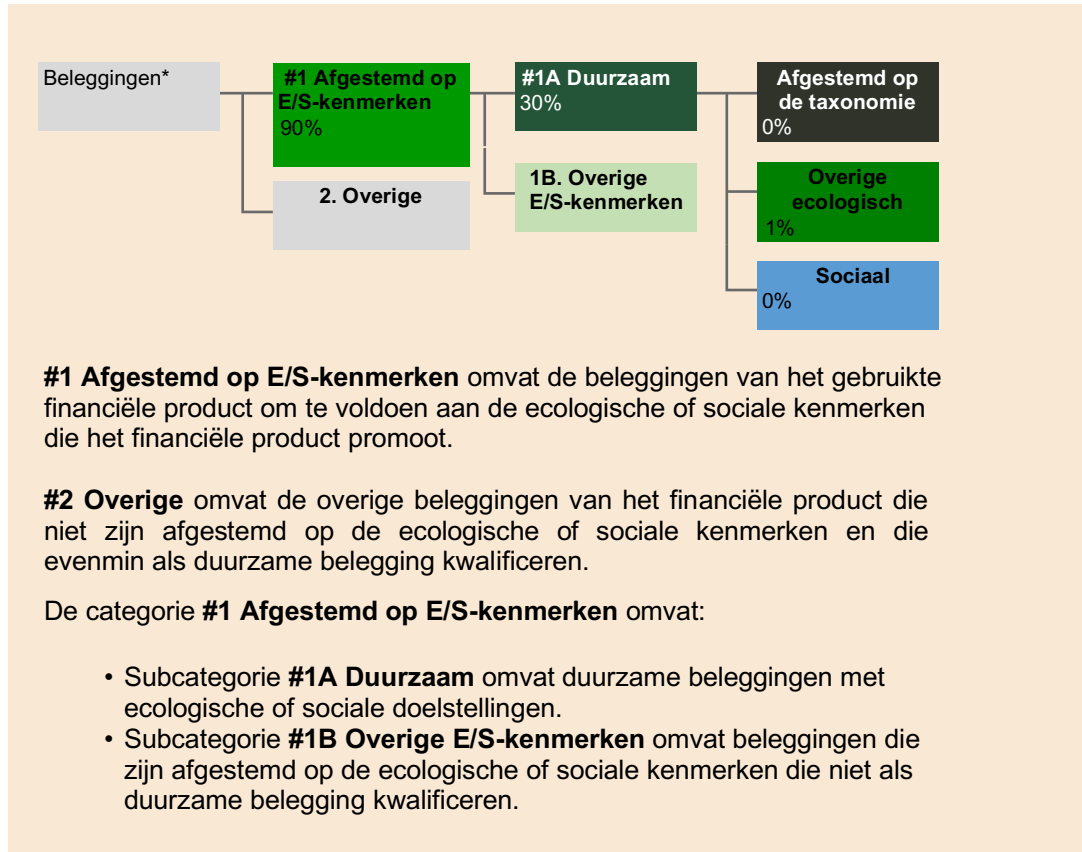 Beleggingen*
#1 Afgestemd op
E/S-kenmerken
90%
2. Overige
#1A Duurzaam
30%
1B. Overige
E/S-kenmerken
Afgestemd op
de taxonomie
0%
Overige
ecologisch
1%
Sociaal
0%
#1 Afgestemd op E/S-kenmerken omvat de beleggingen van het gebruikte
financiële product om te voldoen aan de ecologische of sociale kenmerken
die het financiële product promoot.
#2 Overige omvat de overige beleggingen van het financiële product die
niet zijn afgestemd op de ecologische of sociale kenmerken en die
evenmin als duurzame belegging kwalificeren.
De categorie #1 Afgestemd op E/S-kenmerken omvat:
• Subcategorie #1A Duurzaam omvat duurzame beleggingen met
ecologische of sociale doelstellingen.
• Subcategorie #1B Overige E/S-kenmerken omvat beleggingen die
zijn afgestemd op de ecologische of sociale kenmerken die niet als
duurzame belegging kwalificeren.